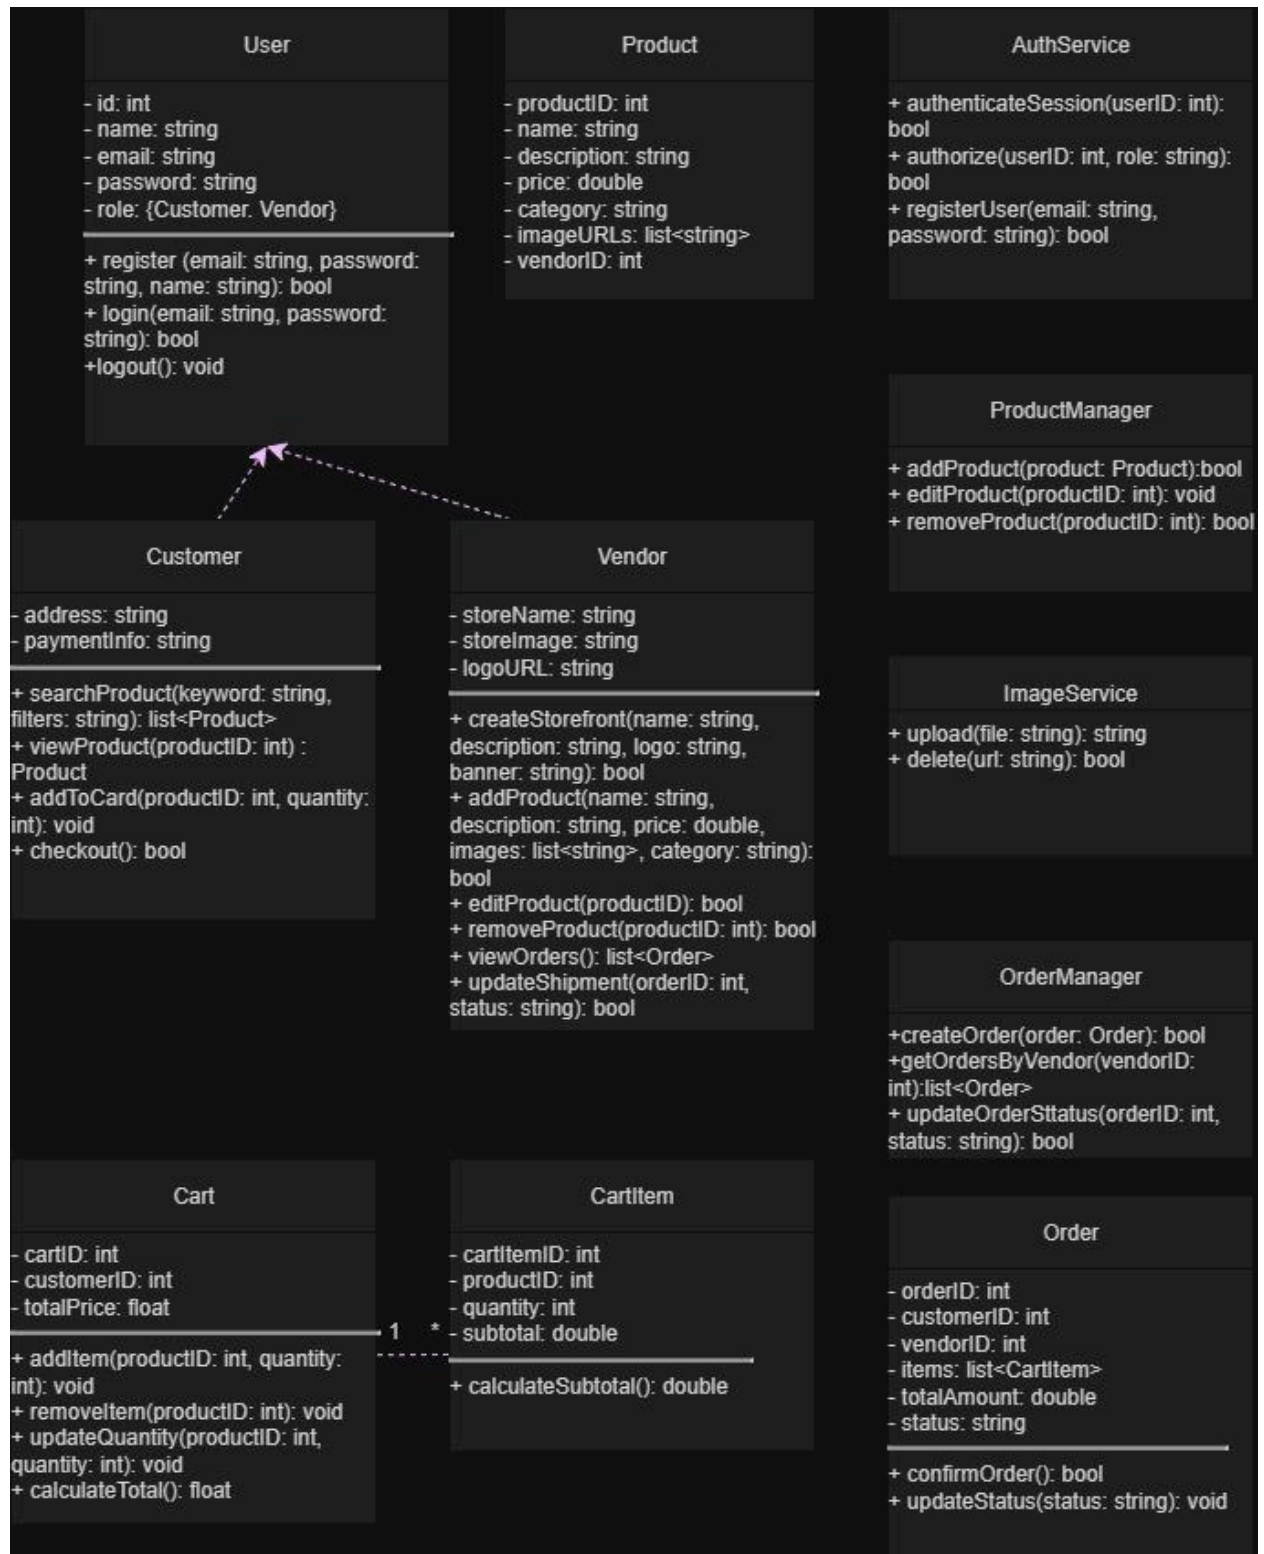 User
- id: int
- name: string
- email: string
- password: string
- role: {Customer. Vendor}
+ register (email: string, password:
string, name: string): bool
+ login(email: string, password:
string): bool
+logout(): void
Product
- productID: int
- name: string
- description: string
- price: double
- category: string
- imageURLs: list<string>
- vendorID: int
AuthService
+ authenticateSession(userID: int):
bool
+ authorize(userID: int, role: string):
bool
+ registerUser(email: string,
password: string): bool
ProductManager
+ addProduct(product: Product):bool
+ editProduct(productID: int): void
+ removeProduct(productID: int): bool
Customer
- address: string
- paymentInfo: string
+ searchProduct(keyword: string,
filters: string): list<Product>
+ viewProduct(productID: int) :
Product
+ addToCard(productID: int, quantity:
int): void
+ checkout(): bool
Vendor
- storeName: string
- storeImage: string
- logoURL: string
+ createStorefront(name: string,
description: string, logo: string,
banner: string): bool
+ addProduct(name: string,
description: string, price: double,
images: list<string>, category: string):
bool
+ editProduct(productID): bool
+ removeProduct(productID: int): bool
+ viewOrders(): list<Order>
+ updateShipment(orderID: int,
status: string): bool
ImageService
+ upload(file: string): string
+ delete(url: string): bool
OrderManager
+createOrder(order: Order): bool
+getOrdersByVendor(vendorID:
int):list<Order>
+ updateOrderSttatus(orderID: int,
status: string): bool
Cart
- cartID: int
- customerID: int
- totalPrice: float
+ addItem(productID: int, quantity:
int): void
+ removeItem(productID: int): void
+ updateQuantity(productID: int,
quantity: int): void
+ calculateTotal(): float
1 *
CartItem
- cartItemID: int
- productID: int
- quantity: int
- subtotal: double
+ calculateSubtotal(): double
Order
- orderID: int
- customerID: int
- vendorID: int
- items: list<CartItem>
- totalAmount: double
- status: string
+ confirmOrder(): bool
+ updateStatus(status: string): void